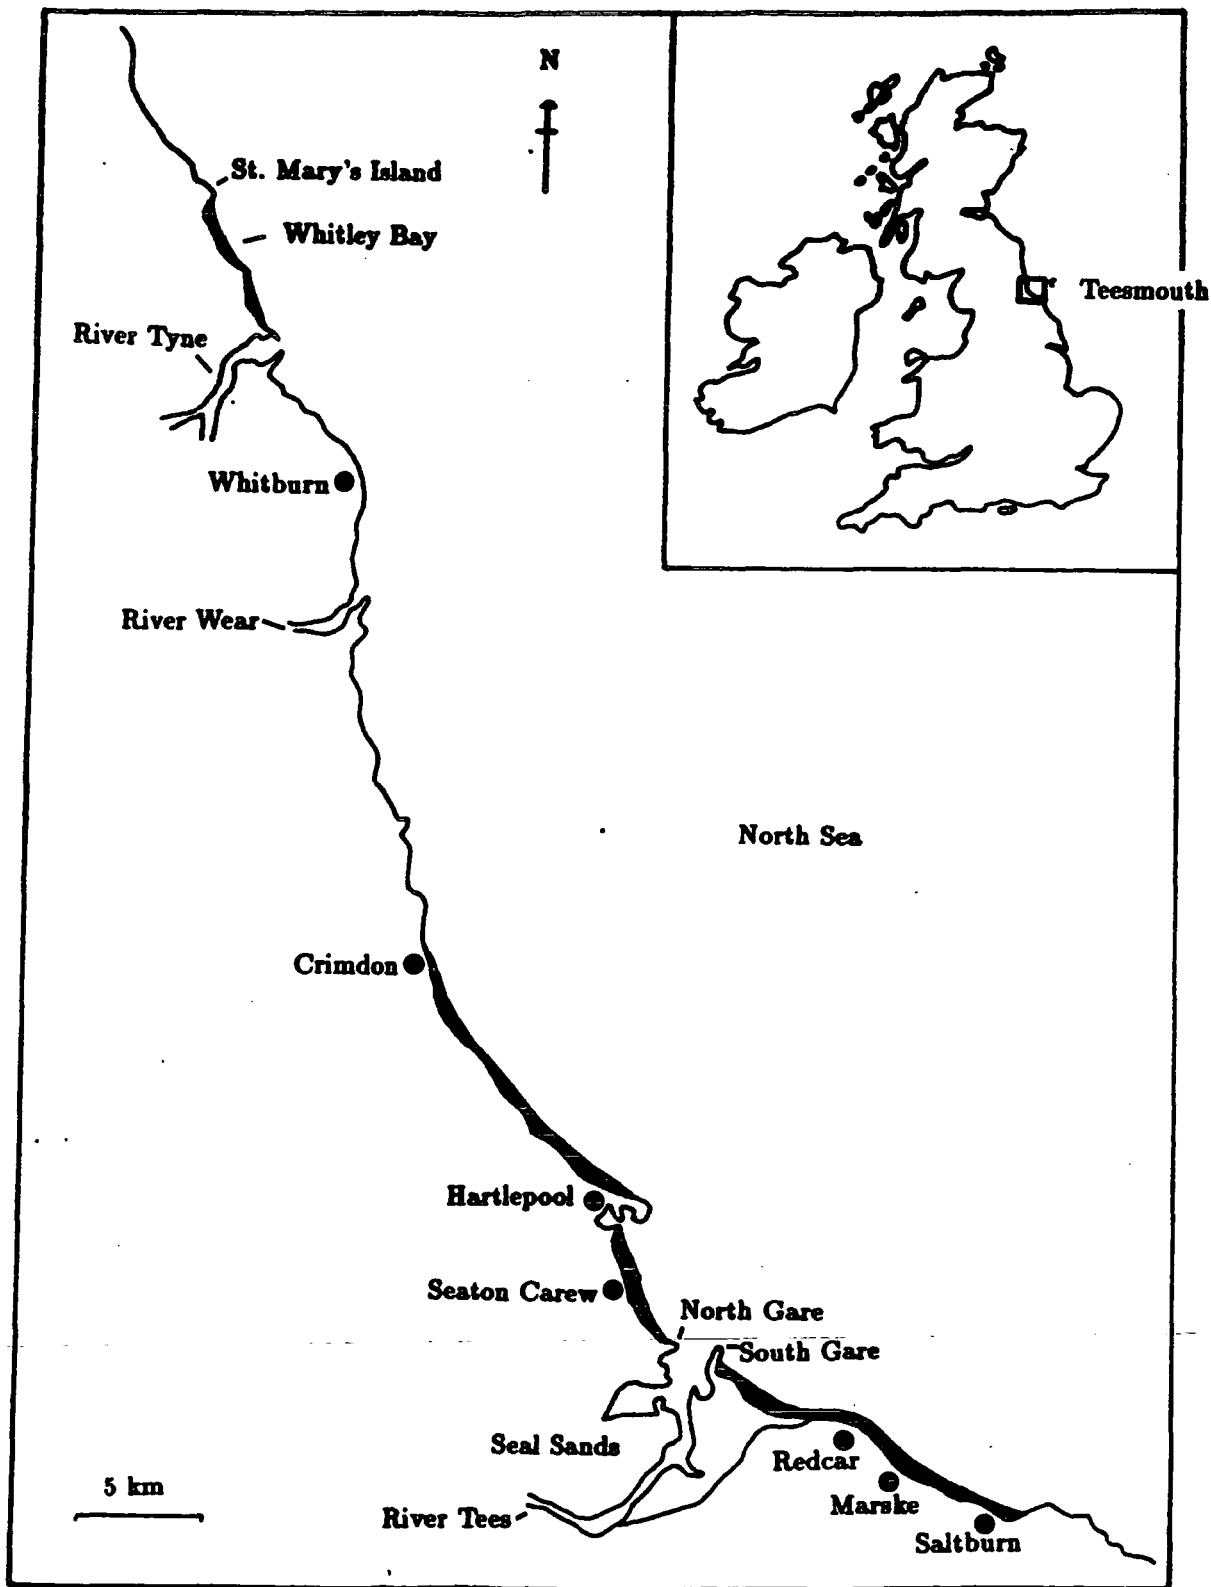 N
St. Mary's Island
Whitley Bay
Teesmouth
River Tyne
Whitburn
River Wear
North Sea
Crimdon
Hartlepool
Seaton Carew
North Gare
South Gare
Seal Sands
Redcar
5 km
Marske
River Tees
Saltburn